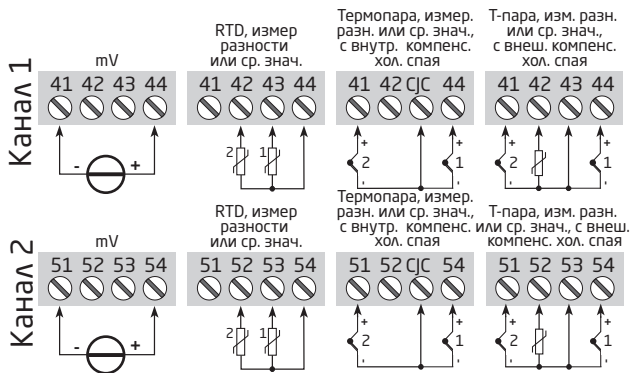 Канал 1
mV
41 42 43 44
- +
RTD, измер
разности
или ср. знач.
41 42 43 44
2 1
Термопара, измер.
разн. или ср. знач.,
с внутр. компенс.
хол. спая
41 42 CJC 44
+ +
2 1
- -
Т-пара, изм. разн.
или ср. знач.,
с внеш. компенс.
хол. спая
41 42 43 44
+ +
2 1
- -
Канал 2
mV
51 52 53 54
- +
RTD, измер
разности
или ср. знач.
51 52 53 54
2 1
Термопара, измер.
разн. или ср. знач.,
с внутр. компенс.
хол. спая
51 52 CJC 54
+ +
2 1
- -
Т-пара, изм. разн.
или ср. знач., с внеш.
компенс. хол. спая
51 52 53 54
+ +
2 1
- -